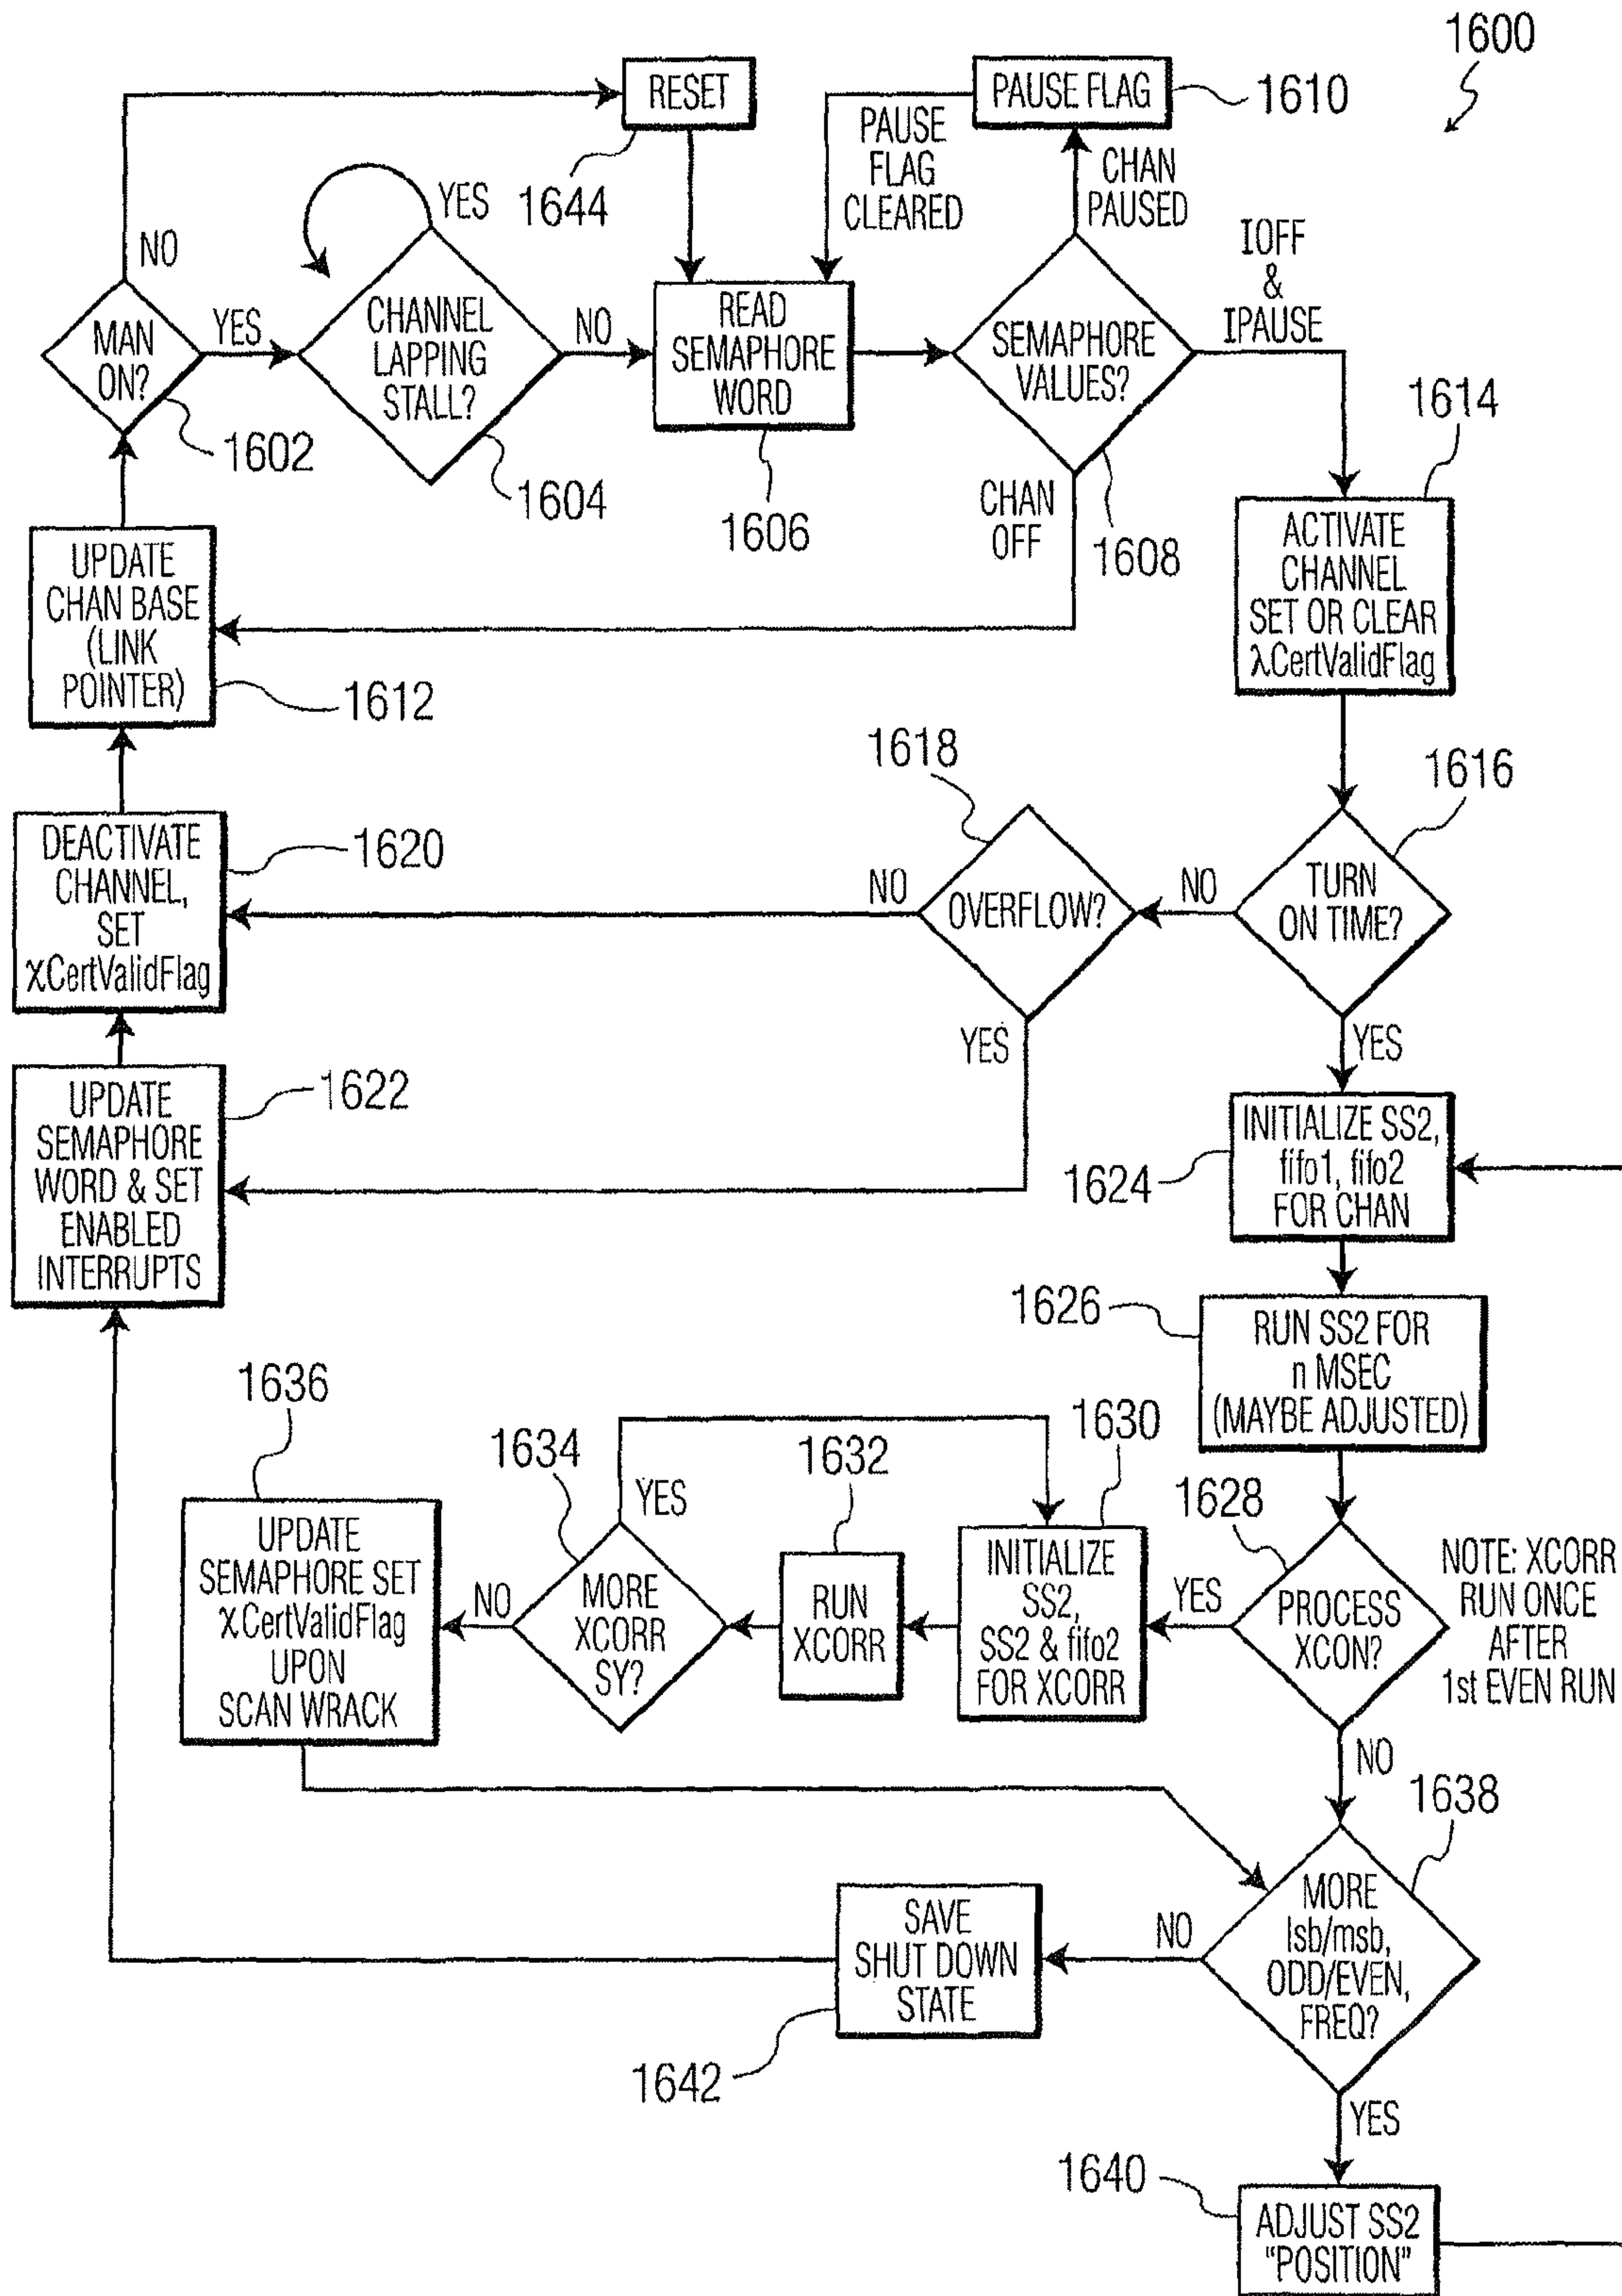 1600
RESET
PAUSE FLAG
1610
PAUSE
FLAG
CLEARED
CHAN
PAUSED
YES
1644
NO
IOFF
&
IPAUSE
MAN
ON?
YES
CHANNEL
LAPPING
STALL?
NO
READ
SEMAPHORE
WORD
SEMAPHORE
VALUES?
1614
1602
1604
1606
CHAN
OFF
1608
UPDATE
CHAN BASE
(LINK
POINTER)
1612
ACTIVATE
CHANNEL
SET OR CLEAR
λCertValidFlag
1618
1616
DEACTIVATE
CHANNEL,
SET
χCertValidFlag
1620
NO
OVERFLOW?
NO
TURN
ON TIME?
YES
YES
UPDATE
SEMAPHORE
WORD & SET
ENABLED
INTERRUPTS
1622
1624
INITIALIZE SS2,
fifo1, fifo2
FOR CHAN
1626
RUN SS2 FOR
n MSEC
(MAYBE ADJUSTED)
1636
1634
1632
1630
1628
YES
UPDATE
SEMAPHORE SET
χCertValidFlag
UPON
SCAN WRACK
NO
MORE
XCORR
SY?
RUN
XCORR
INITIALIZE
SS2,
SS2 & fifo2
FOR XCORR
YES
PROCESS
XCON?
NOTE: XCORR
RUN ONCE
AFTER
1st EVEN RUN
NO
1638
SAVE
SHUT DOWN
STATE
NO
MORE
lsb/msb,
ODD/EVEN,
FREQ?
1642
YES
1640
ADJUST SS2
"POSITION"